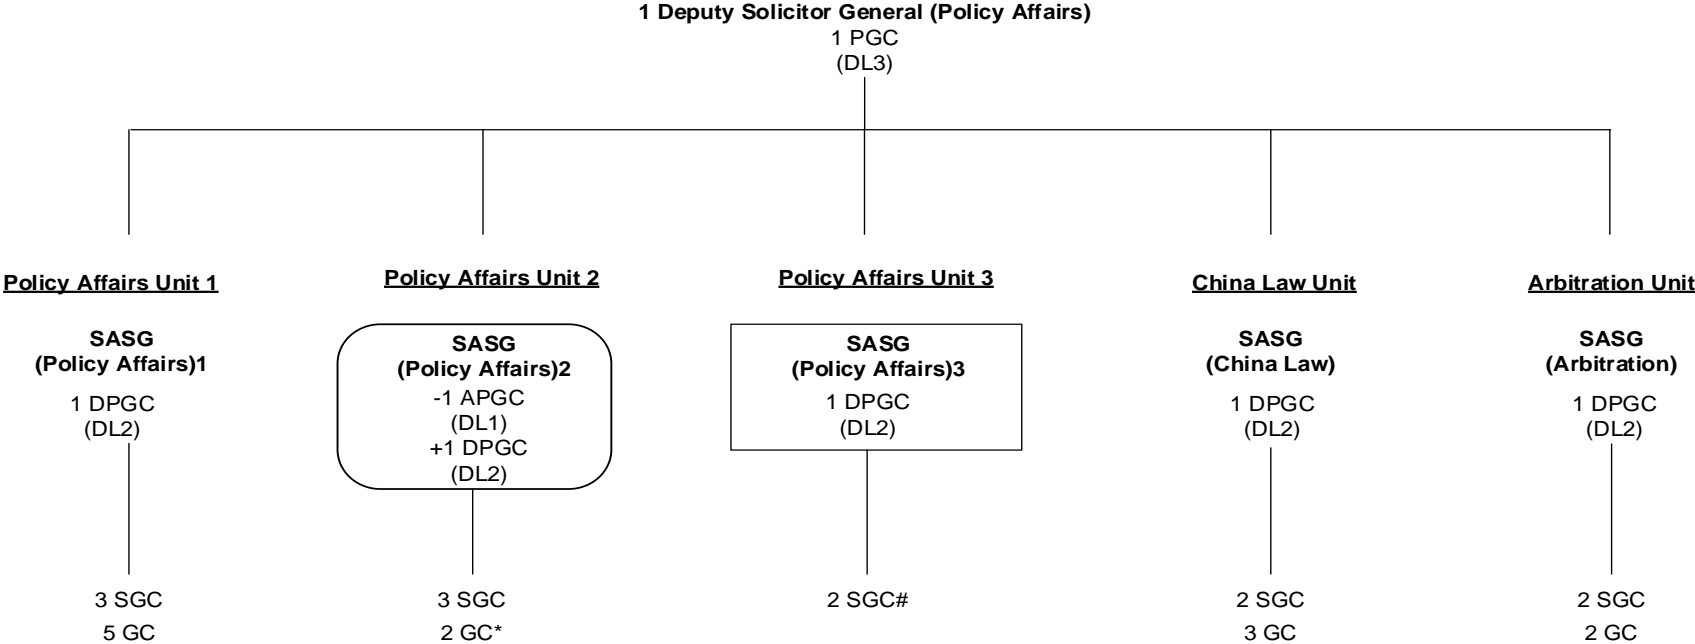 1 Deputy Solicitor General (Policy Affairs)
1 PGC
(DL3)
Policy Affairs Unit 1
SASG
(Policy Affairs)1
1 DPGC
(DL2)
3 SGC
5 GC
Policy Affairs Unit 2
SASG
(Policy Affairs)2
-1 APGC
(DL1)
+1 DPGC
(DL2)
3 SGC
2 GC*
Policy Affairs Unit 3
SASG
(Policy Affairs)3
1 DPGC
(DL2)
2 SGC#
China Law Unit
SASG
(China Law)
1 DPGC
(DL2)
2 SGC
3 GC
Arbitration Unit
SASG
(Arbitration)
1 DPGC
(DL2)
2 SGC
2 GC